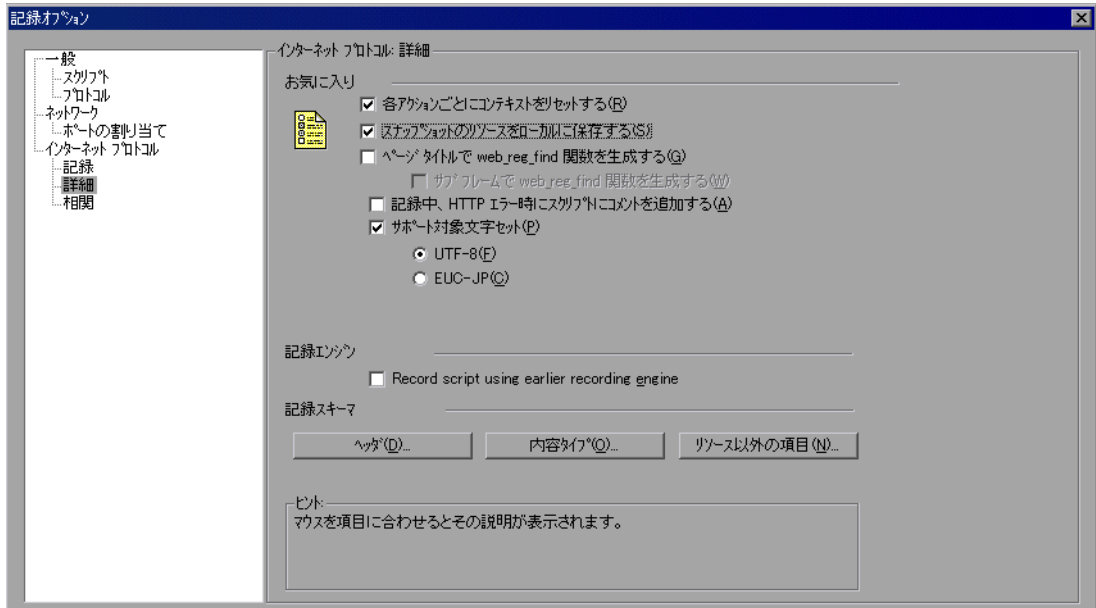 記録オプション
一般
スクリプト
プロトコル
ネットワーク
ポートの割り当て
インターネット プロトコル
記録
詳細
相関
インターネット プロトコル: 詳細
お気に入り
各アクションごとにコンテキストをリセットする(R)
スナップショットのリソースをローカルに保存する(S)
ページ タイトルで web_reg_find 関数を生成する(G)
サブ フレームで web_reg_find 関数を生成する(W)
記録中、HTTP エラー時にスクリプトにコメントを追加する(A)
サポート対象文字セット(P)
UTF-8(F)
EUC-JP(C)
記録エンジン
Record script using earlier recording engine
記録スキーマ
ヘッダ(D)... 内容タイプ(O)... リソース以外の項目(N)...
ヒント:
マウスを項目に合わせるとその説明が表示されます。